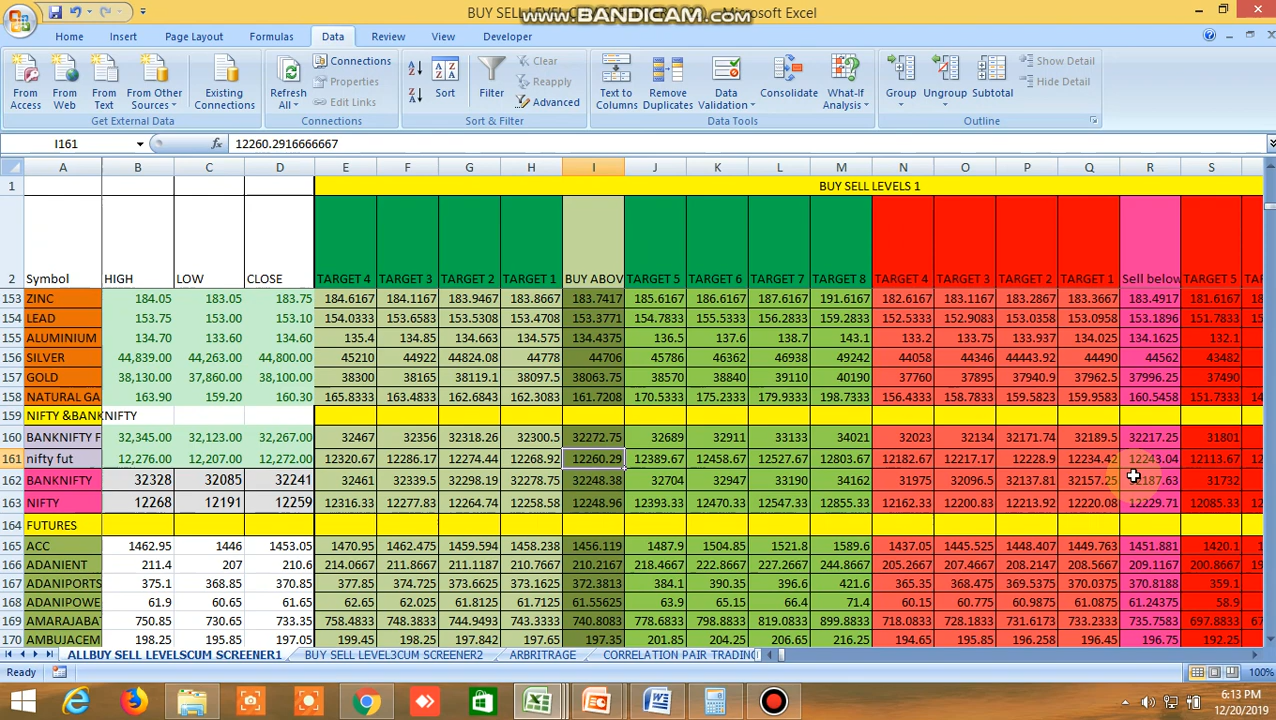 BUY SELL LEVEL Microsoft Excel
www.BANDICAM.com
Home Insert Page Layout Formulas Data Review View Developer
From Access From Web From Text From Other Sources Existing Connections Refresh All Connections Properties Edit Links Sort Filter Clear Reapply Advanced Text to Columns Remove Duplicates Data Validation Consolidate What-If Analysis Group Ungroup Subtotal Show Detail Hide Detail
Get External Data Connections Sort & Filter Data Tools Outline
I161 fx 12260.2916666667
A B C D E F G H I J K L M N O P Q R S
1 BUY SELL LEVELS 1
2 Symbol HIGH LOW CLOSE TARGET 4 TARGET 3 TARGET 2 TARGET 1 BUY ABOV TARGET 5 TARGET 6 TARGET 7 TARGET 8 TARGET 4 TARGET 3 TARGET 2 TARGET 1 Sell below TARGET 5
153 ZINC 184.05 183.05 183.75 184.6167 184.1167 183.9467 183.8667 183.7417 185.6167 186.6167 187.6167 191.6167 182.6167 183.1167 183.2867 183.3667 183.4917 181.6167
154 LEAD 153.75 153.00 153.10 154.0333 153.6583 153.5308 153.4708 153.3771 154.7833 155.5333 156.2833 159.2833 152.5333 152.9083 153.0358 153.0958 153.1896 151.7833
155 ALUMINIUM 134.70 133.60 134.60 135.4 134.85 134.663 134.575 134.4375 136.5 137.6 138.7 143.1 133.2 133.75 133.937 134.025 134.1625 132.1
156 SILVER 44,839.00 44,263.00 44,800.00 45210 44922 44824.08 44778 44706 45786 46362 46938 49242 44058 44346 44443.92 44490 44562 43482
157 GOLD 38,130.00 37,860.00 38,100.00 38300 38165 38119.1 38097.5 38063.75 38570 38840 39110 40190 37760 37895 37940.9 37962.5 37996.25 37490
158 NATURAL GA 163.90 159.20 160.30 165.8333 163.4833 162.6843 162.3083 161.7208 170.5333 175.2333 179.9333 198.7333 156.4333 158.7833 159.5823 159.9583 160.5458 151.7333
159 NIFTY &BANKNIFTY
160 BANKNIFTY F 32,345.00 32,123.00 32,267.00 32467 32356 32318.26 32300.5 32272.75 32689 32911 33133 34021 32023 32134 32171.74 32189.5 32217.25 31801
161 nifty fut 12,276.00 12,207.00 12,272.00 12320.67 12286.17 12274.44 12268.92 12260.29 12389.67 12458.67 12527.67 12803.67 12182.67 12217.17 12228.9 12234.42 12243.04 12113.67
162 BANKNIFTY 32328 32085 32241 32461 32339.5 32298.19 32278.75 32248.38 32704 32947 33190 34162 31975 32096.5 32137.81 32157.25 187.63 31732
163 NIFTY 12268 12191 12259 12316.33 12277.83 12264.74 12258.58 12248.96 12393.33 12470.33 12547.33 12855.33 12162.33 12200.83 12213.92 12220.08 12229.71 12085.33
164 FUTURES
165 ACC 1462.95 1446 1453.05 1470.95 1462.475 1459.594 1458.238 1456.119 1487.9 1504.85 1521.8 1589.6 1437.05 1445.525 1448.407 1449.763 1451.881 1420.1
166 ADANIENT 211.4 207 210.6 214.0667 211.8667 211.1187 210.7667 210.2167 218.4667 222.8667 227.2667 244.8667 205.2667 207.4667 208.2147 208.5667 209.1167 200.8667
167 ADANIPORTS 375.1 368.85 370.85 377.85 374.725 373.6625 373.1625 372.3813 384.1 390.35 396.6 421.6 365.35 368.475 369.5375 370.0375 370.8188 359.1
168 ADANIPOWE 61.9 60.65 61.65 62.65 62.025 61.8125 61.7125 61.55625 63.9 65.15 66.4 71.4 60.15 60.775 60.9875 61.0875 61.24375 58.9
169 AMARAJABA 750.85 730.65 733.35 758.4833 748.3833 744.9493 743.3333 740.8083 778.6833 798.8833 819.0833 899.8833 718.0833 728.1833 731.6173 733.2333 735.7583 697.8833
170 AMBUJACEM 198.25 195.85 197.05 199.45 198.25 197.842 197.65 197.35 201.85 204.25 206.65 216.25 194.65 195.85 196.258 196.45 196.75 192.25
ALLBUY SELL LEVELSCUM SCREENER1 BUY SELL LEVEL3CUM SCREENER2 ARBRITRAGE CORRELATION PAIR TRADING
Ready 100%
6:13 PM
12/20/2019